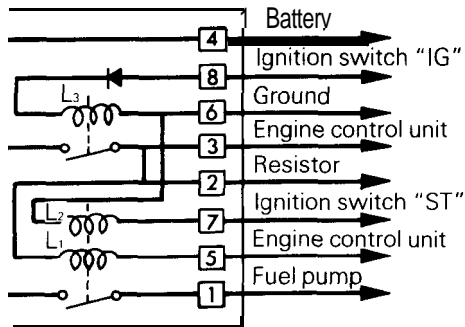 4 Battery
8 Ignition switch “IG”
L3 6 Ground
3 Engine control unit
2 Resistor
L2 7 Ignition switch “ST”
L1 5 Engine control unit
1 Fuel pump